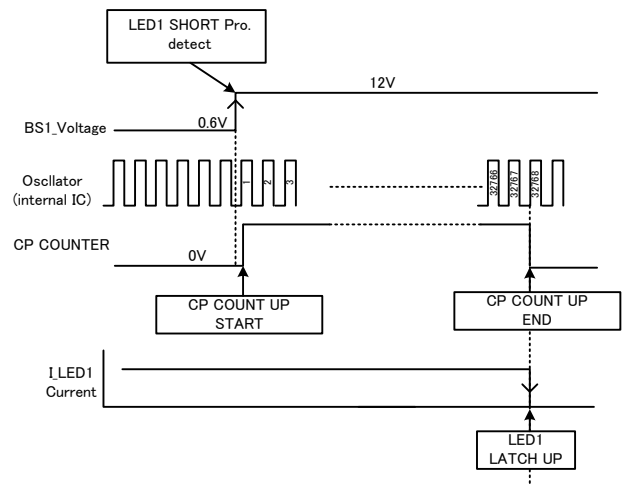 LED1 SHORT Pro.
detect
12V
BS1_Voltage
0.6V
Oscllator
(internal IC)
1
2
3
32766
32767
32768
CP COUNTER
0V
CP COUNT UP
START
CP COUNT UP
END
I_LED1
Current
LED1
LATCH UP